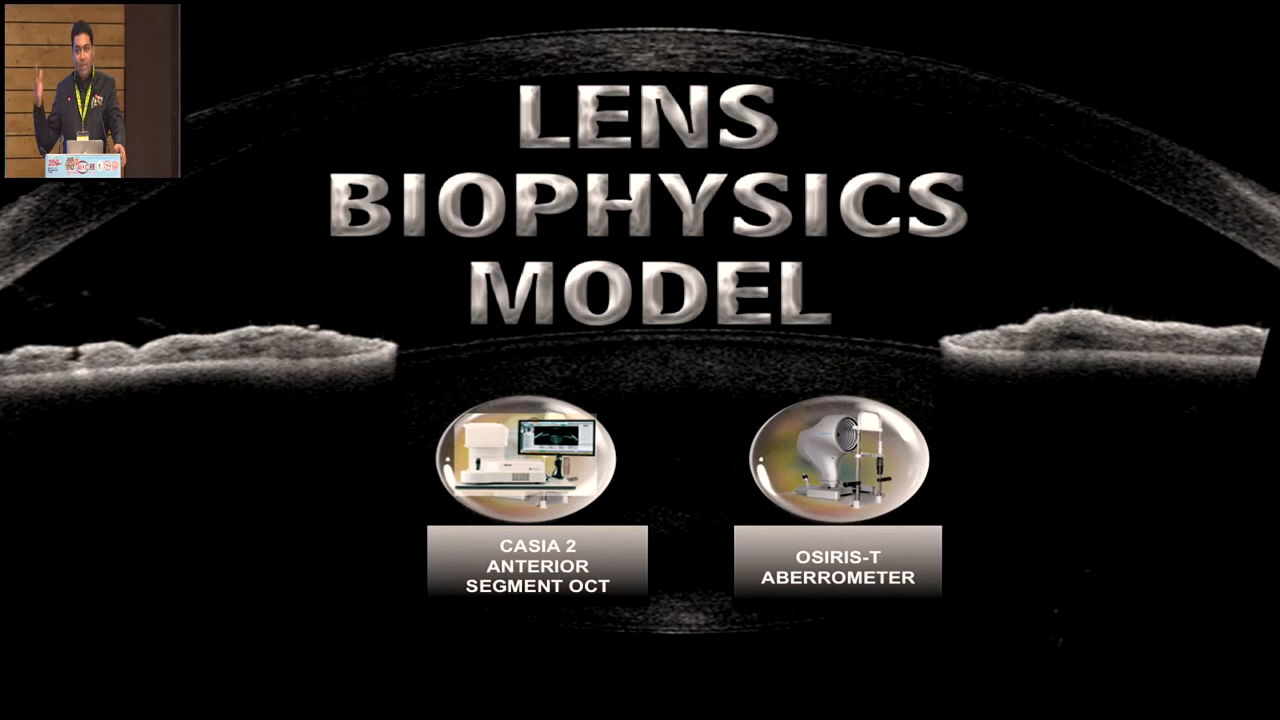 LENS
BIOPHYSICS
MODEL
CASIA 2
ANTERIOR
SEGMENT OCT
OSIRIS-T
ABERROMETER